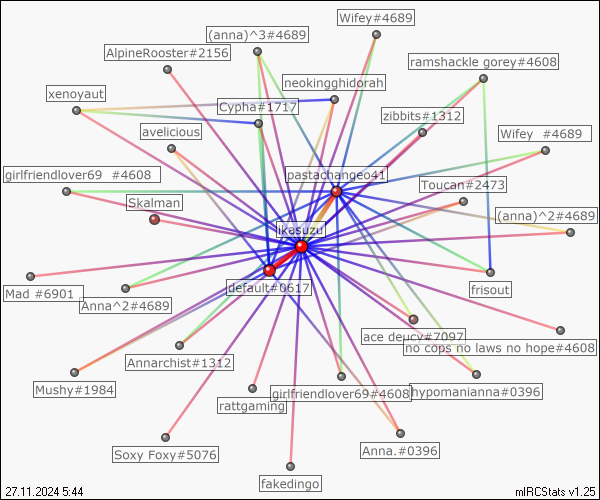 Wifey#4689
(anna)^3#4689
AlpineRooster#2156
ramshackle gorey#4608
neokingghidorah
xenoyaut
Cypha#1717
zibbits#1312
avelicious
Wifey  #4689
pastachangeo41
girlfriendlover69  #4608
Toucan#2473
Skalman
(anna)^2#4689
ikasuzu
default#0617
frisout
Mad #6901
Anna^2#4689
ace deucy#7097
no cops no laws no hope#4608
Annarchist#1312
Mushy#1984
girlfriendlover69#4608
hypomanianna#0396
rattgaming
Anna.#0396
Soxy Foxy#5076
fakedingo
27.11.2024 5:44
mIRCStats v1.25